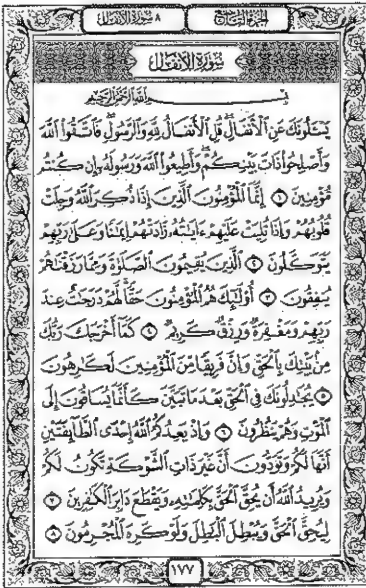 الجزء التاسع
٨ سورة الأنفال
سُورَةُ الأَنفَالِ
بِسْمِ اللَّهِ الرَّحْمَٰنِ الرَّحِيمِ
يَسْـَٔلُونَكَ عَنِ ٱلْأَنفَالِ ۖ قُلِ ٱلْأَنفَالُ لِلَّهِ وَٱلرَّسُولِ ۖ فَٱتَّقُوا۟ ٱللَّهَ
وَأَصْلِحُوا۟ ذَاتَ بَيْنِكُمْ ۖ وَأَطِيعُوا۟ ٱللَّهَ وَرَسُولَهُۥٓ إِن كُنتُم
مُّؤْمِنِينَ ١ إِنَّمَا ٱلْمُؤْمِنُونَ ٱلَّذِينَ إِذَا ذُكِرَ ٱللَّهُ وَجِلَتْ
قُلُوبُهُمْ وَإِذَا تُلِيَتْ عَلَيْهِمْ ءَايَٰتُهُۥ زَادَتْهُمْ إِيمَٰنًا وَعَلَىٰ رَبِّهِمْ
يَتَوَكَّلُونَ ٢ ٱلَّذِينَ يُقِيمُونَ ٱلصَّلَوٰةَ وَمِمَّا رَزَقْنَٰهُمْ
يُنفِقُونَ ٣ أُو۟لَٰٓئِكَ هُمُ ٱلْمُؤْمِنُونَ حَقًّا ۚ لَّهُمْ دَرَجَٰتٌ عِندَ
رَبِّهِمْ وَمَغْفِرَةٌ وَرِزْقٌ كَرِيمٌ ٤ كَمَآ أَخْرَجَكَ رَبُّكَ
مِنۢ بَيْتِكَ بِٱلْحَقِّ وَإِنَّ فَرِيقًا مِّنَ ٱلْمُؤْمِنِينَ لَكَٰرِهُونَ
٥ يُجَٰدِلُونَكَ فِى ٱلْحَقِّ بَعْدَ مَا تَبَيَّنَ كَأَنَّمَا يُسَاقُونَ إِلَى
ٱلْمَوْتِ وَهُمْ يَنظُرُونَ ٦ وَإِذْ يَعِدُكُمُ ٱللَّهُ إِحْدَى ٱلطَّآئِفَتَيْنِ
أَنَّهَا لَكُمْ وَتَوَدُّونَ أَنَّ غَيْرَ ذَاتِ ٱلشَّوْكَةِ تَكُونُ لَكُمْ
وَيُرِيدُ ٱللَّهُ أَن يُحِقَّ ٱلْحَقَّ بِكَلِمَٰتِهِۦ وَيَقْطَعَ دَابِرَ ٱلْكَٰفِرِينَ ٧
لِيُحِقَّ ٱلْحَقَّ وَيُبْطِلَ ٱلْبَٰطِلَ وَلَوْ كَرِهَ ٱلْمُجْرِمُونَ ٨
١٧٧